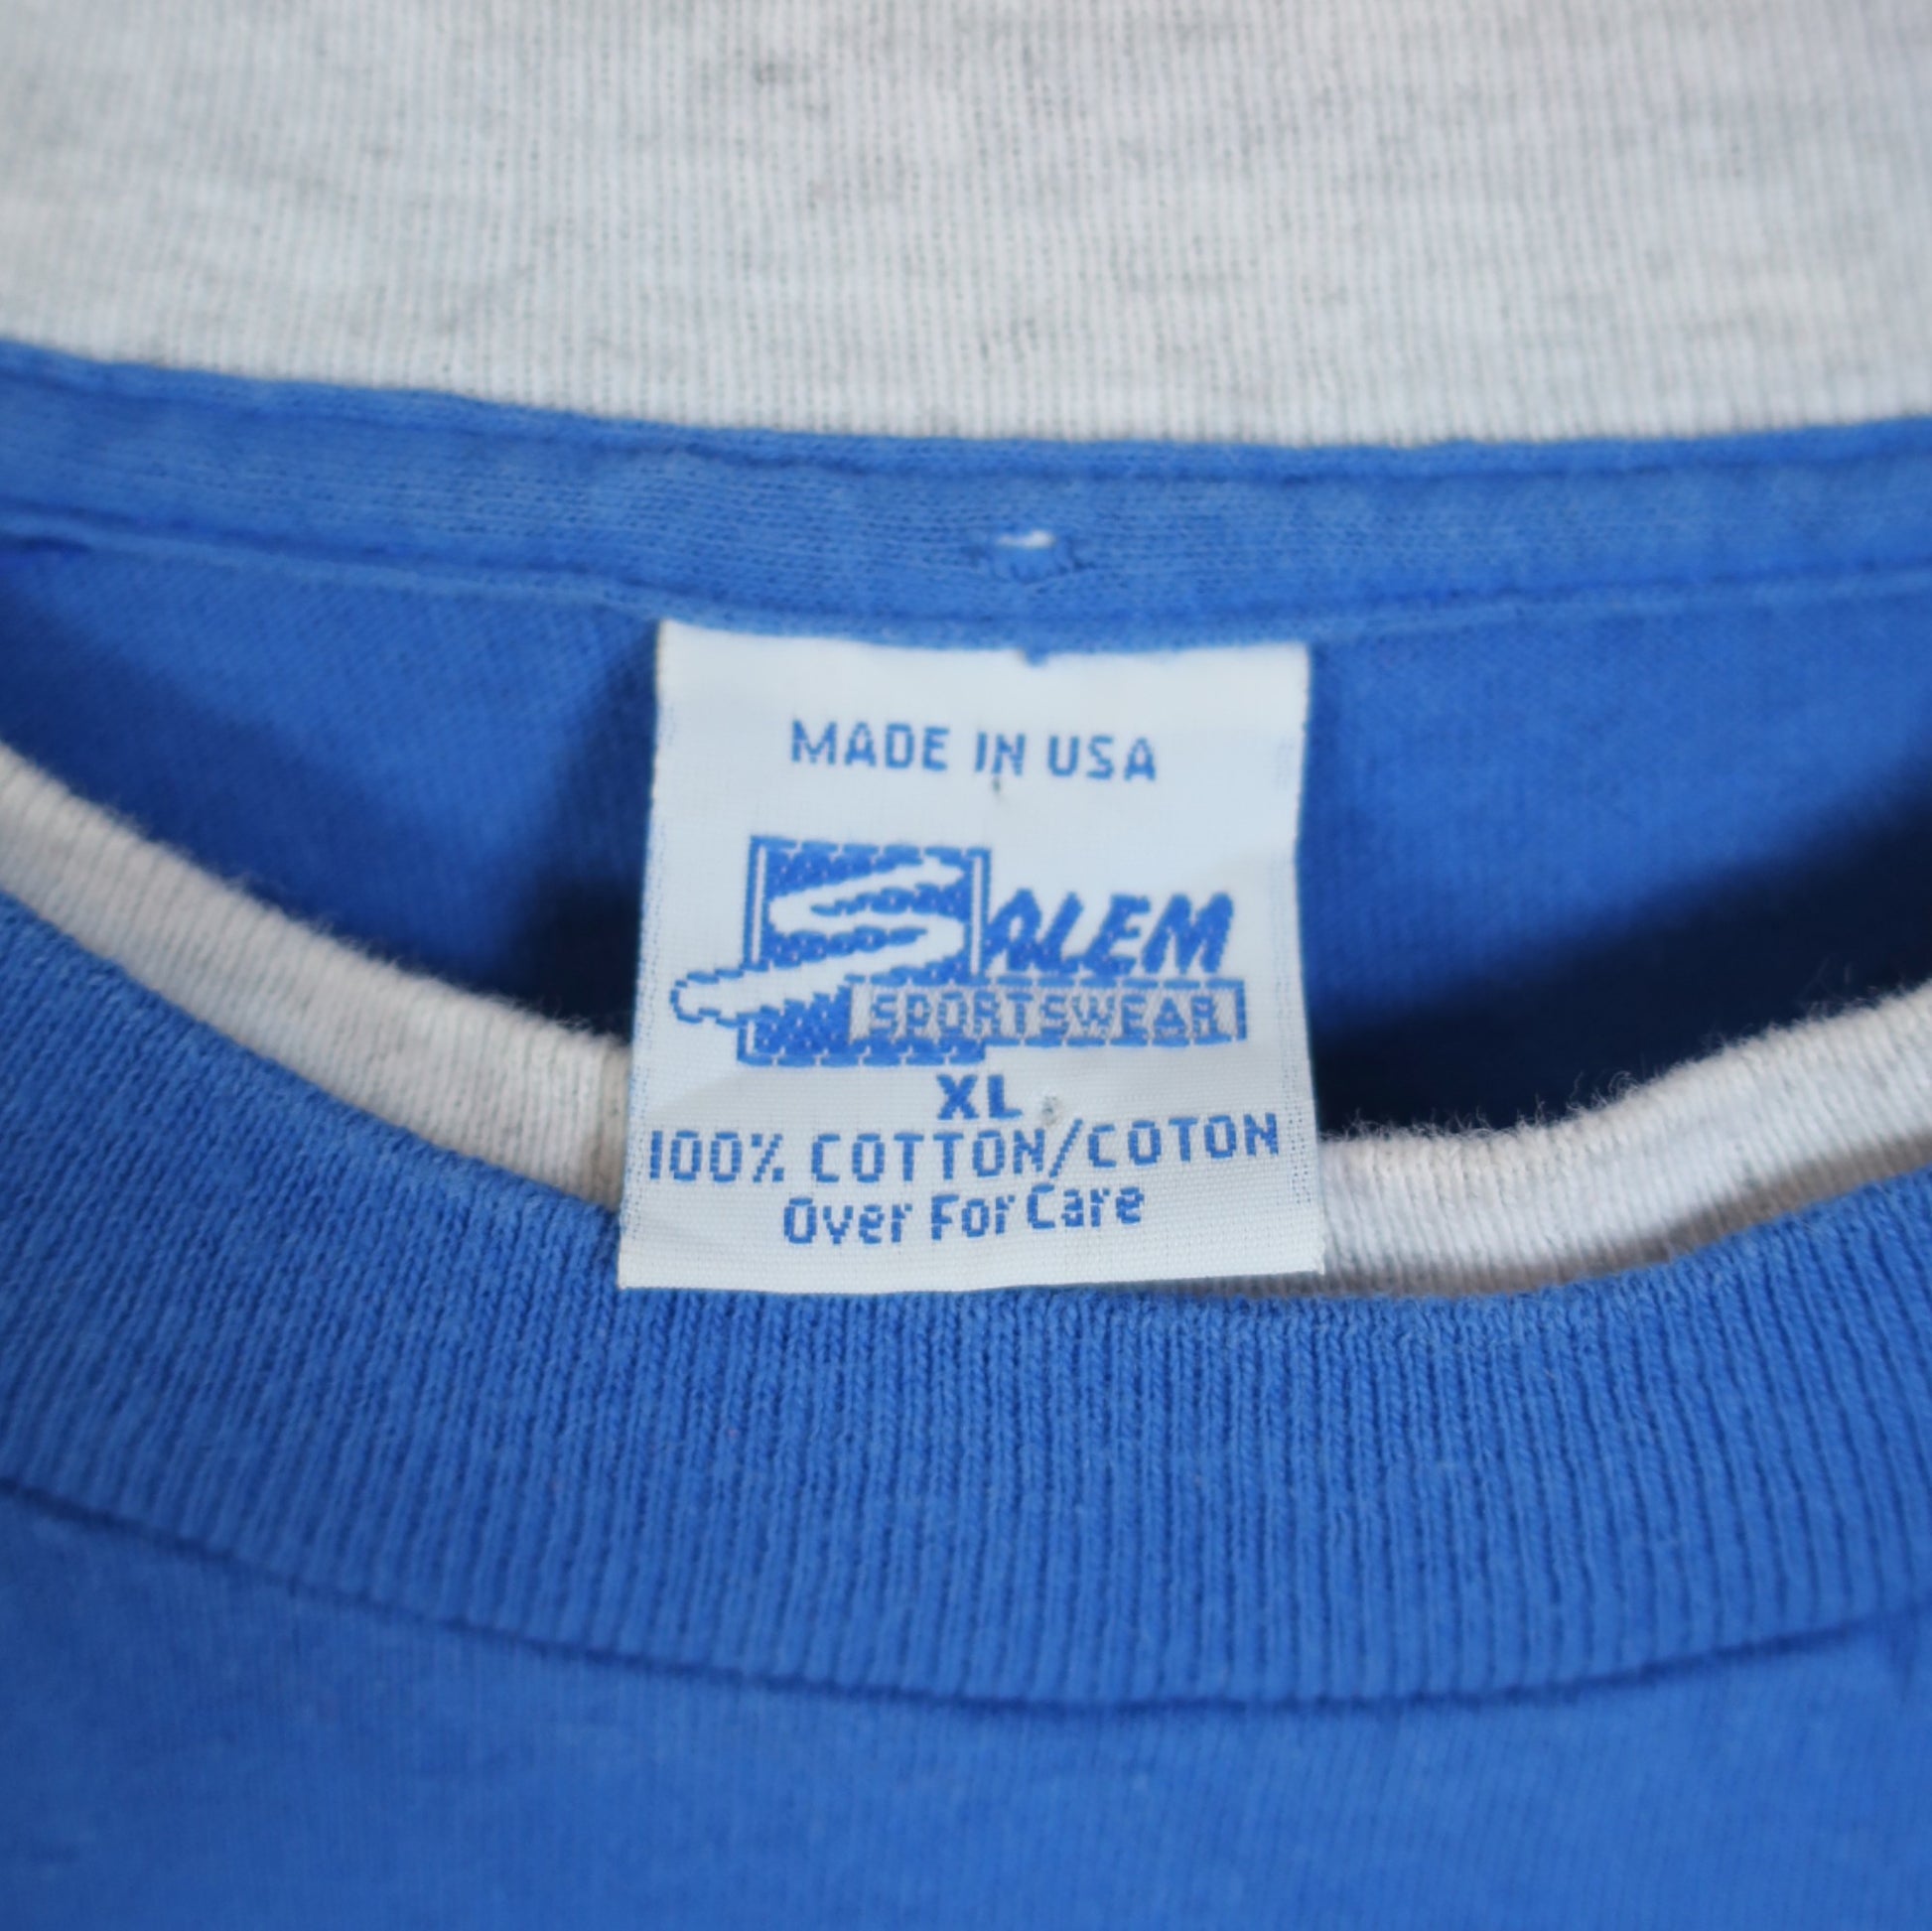 MADE IN USA
SALEM
SPORTSWEAR
XL
100% COTTON/COTON
Over For Care